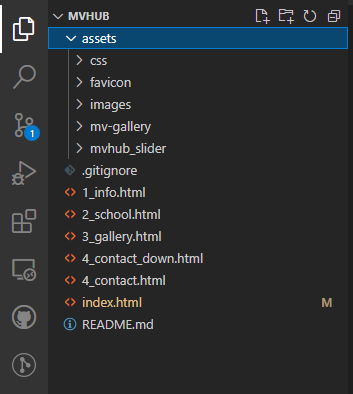 MVHUB
assets
css
favicon
images
mv-gallery
mvhub_slider
1
.gitignore
1_info.html
2_school.html
3_gallery.html
4_contact_down.html
4_contact.html
index.html M
README.md